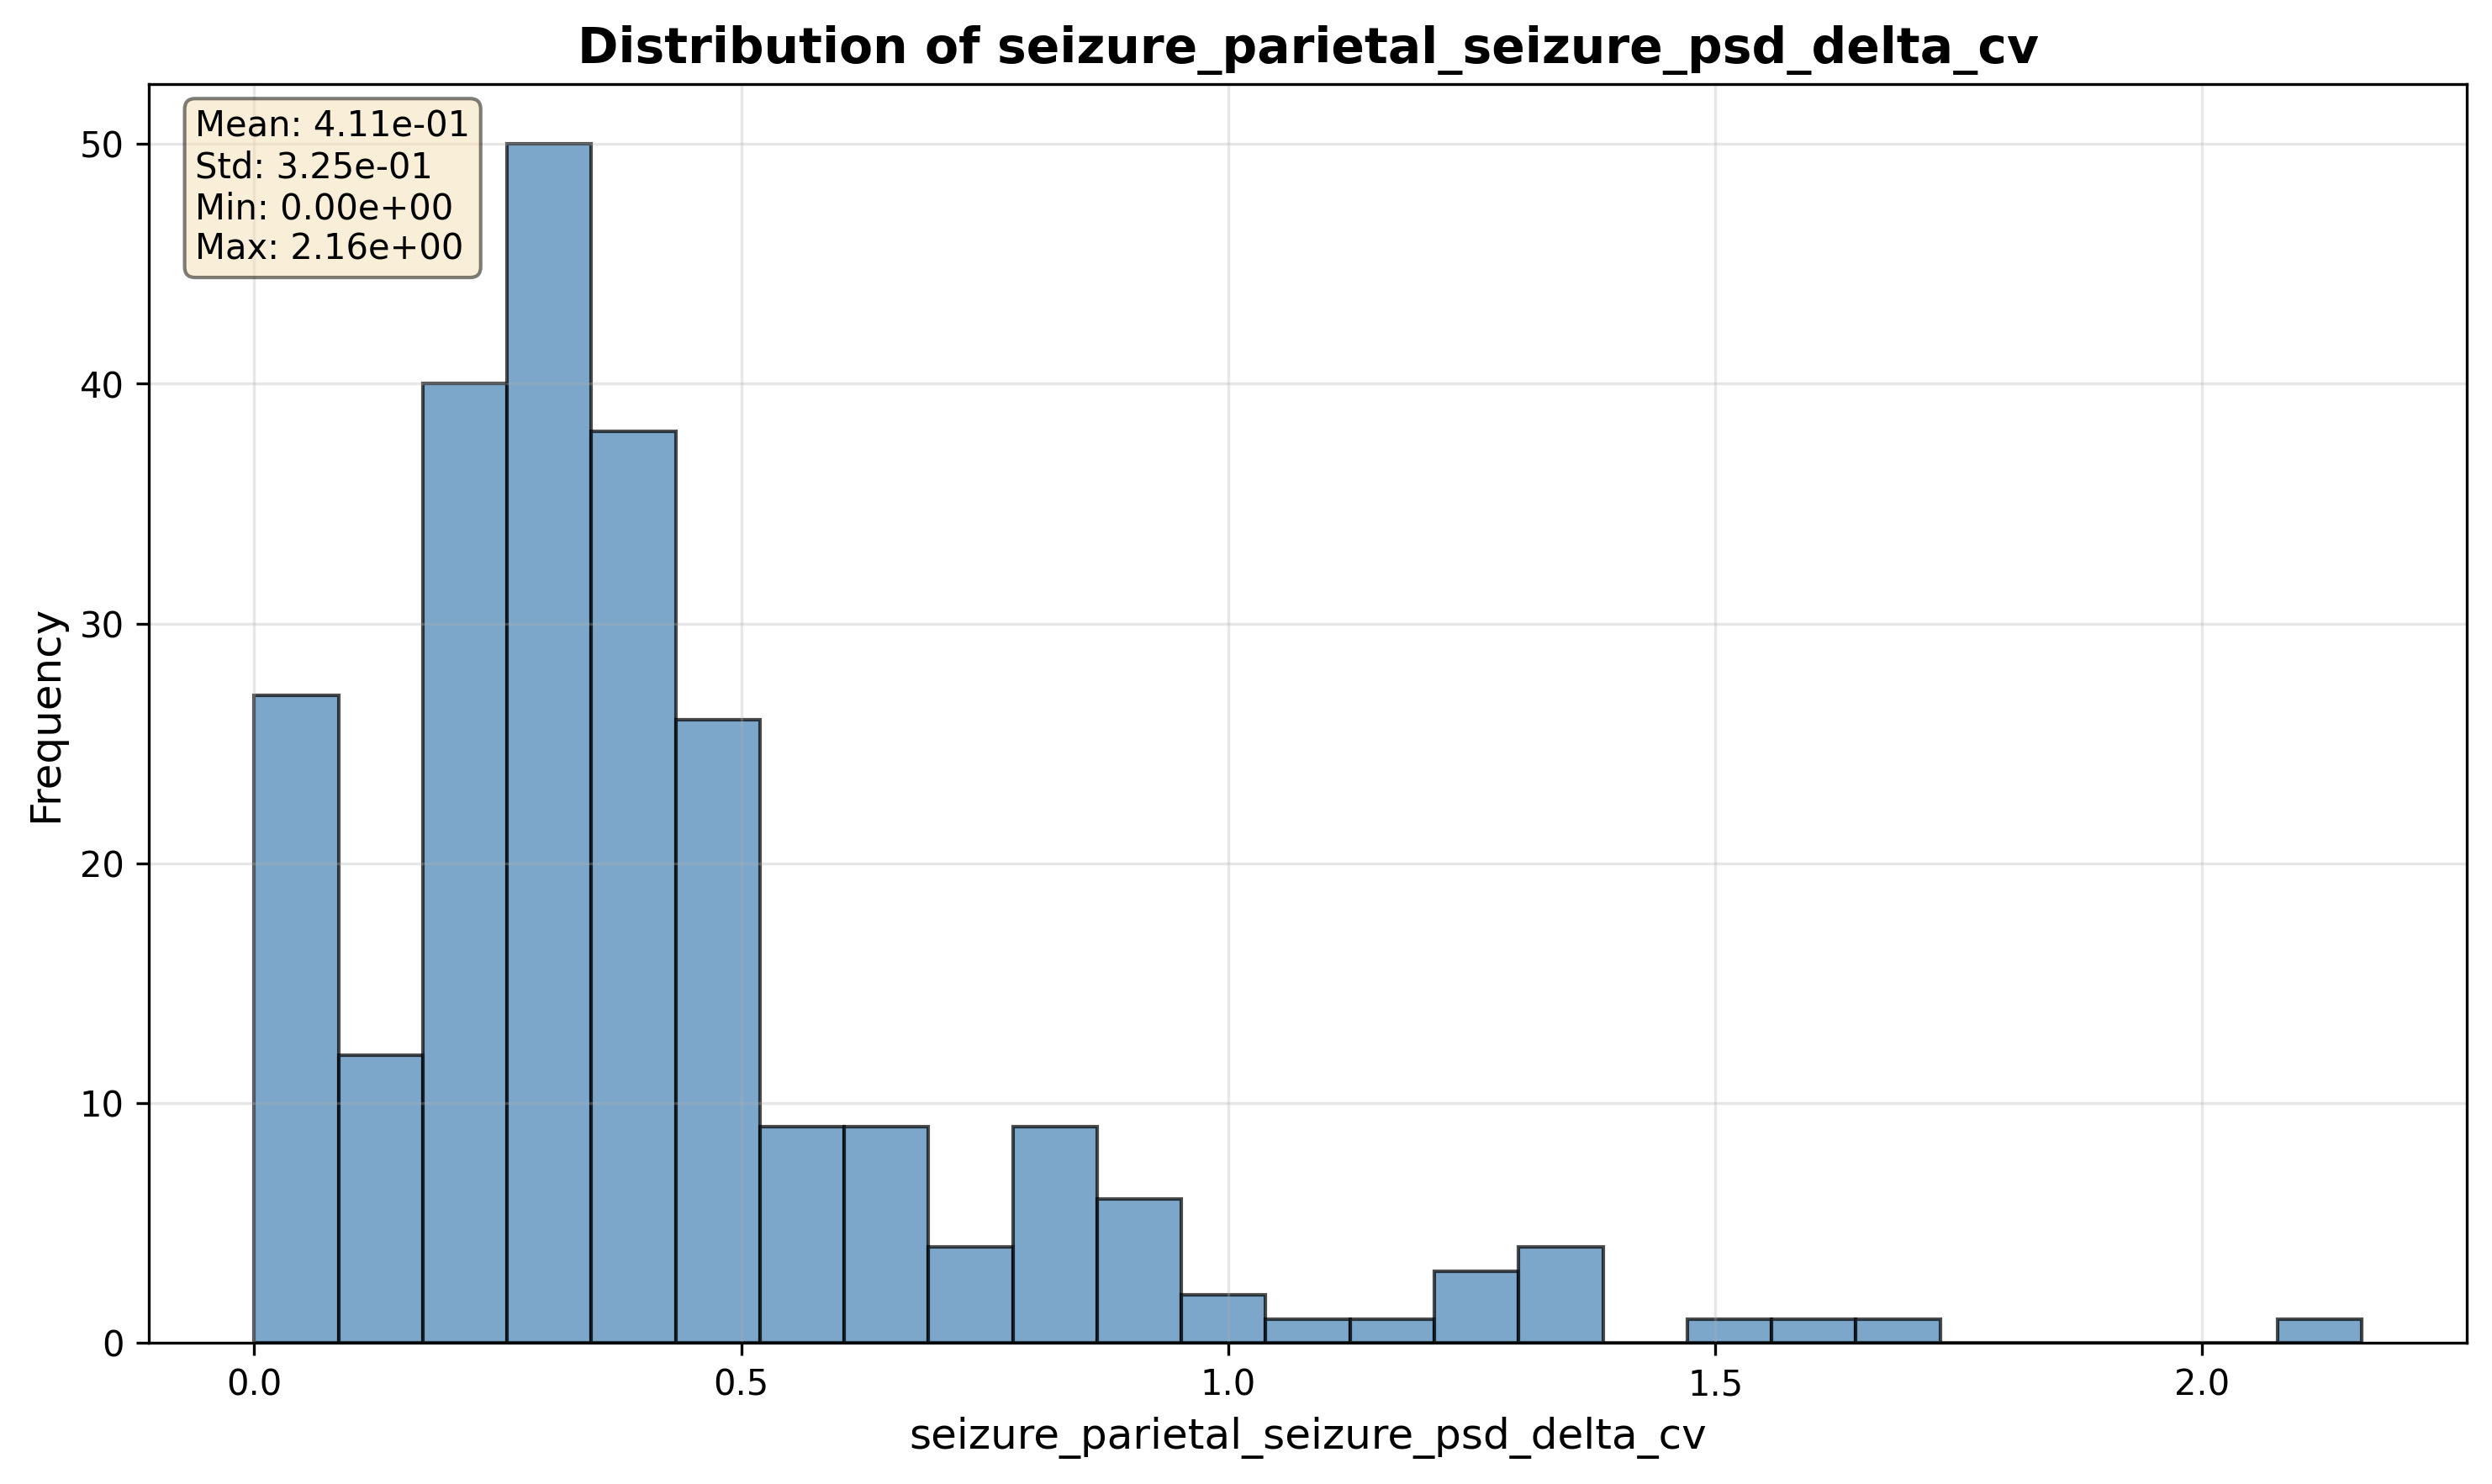 Distribution of seizure_parietal_seizure_psd_delta_cv
Mean: 4.11e-01
Std: 3.25e-01
Min: 0.00e+00
Max: 2.16e+00
Frequency
50
40
30
20
10
0
0.0 0.5 1.0 1.5 2.0
seizure_parietal_seizure_psd_delta_cv